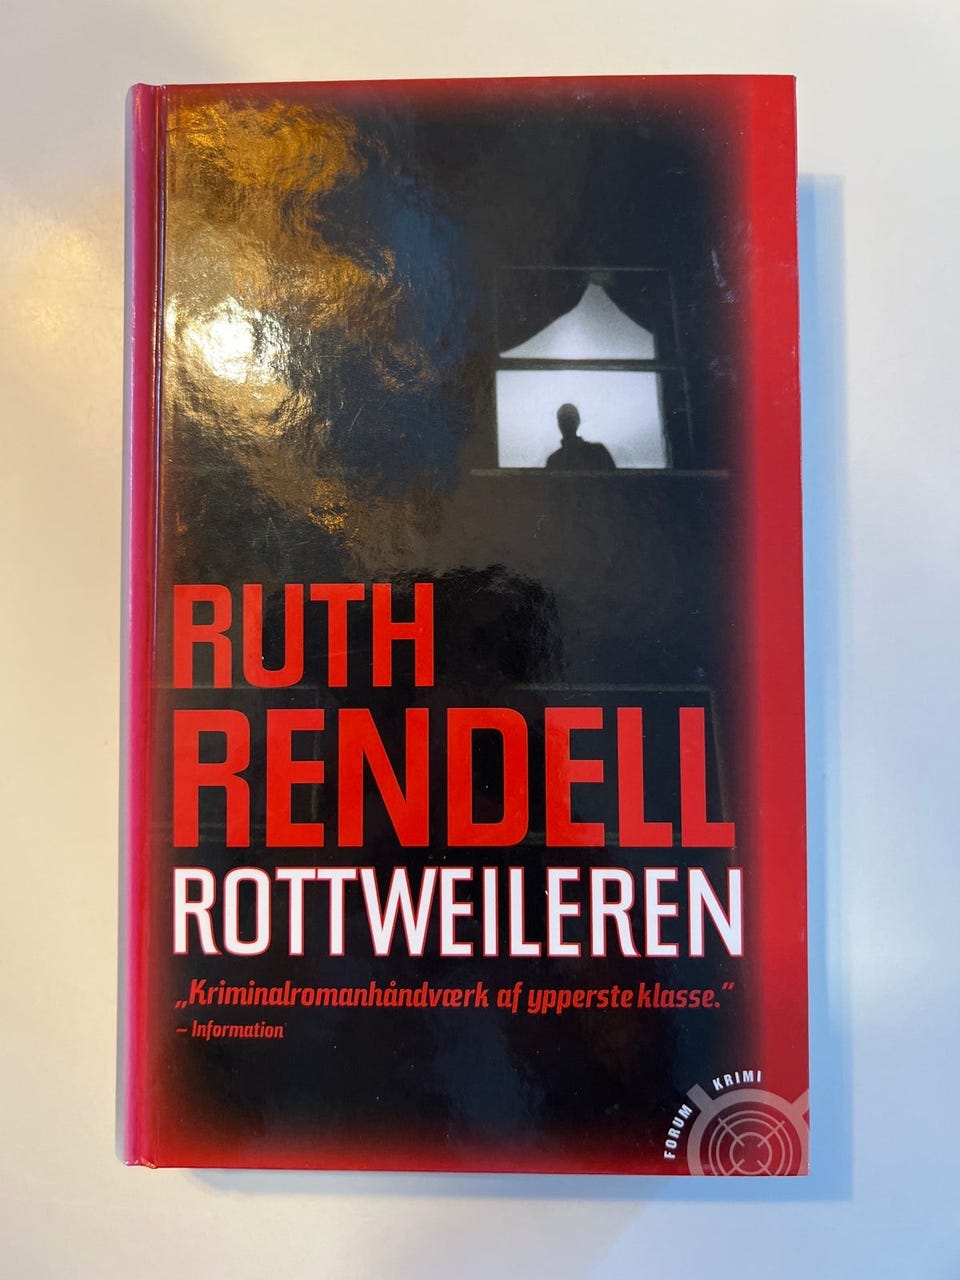 RUTH
RENDELL
ROTTWEILEREN
„Kriminalromanhåndværk af ypperste klasse.”
– Information
FORUM KRIMI